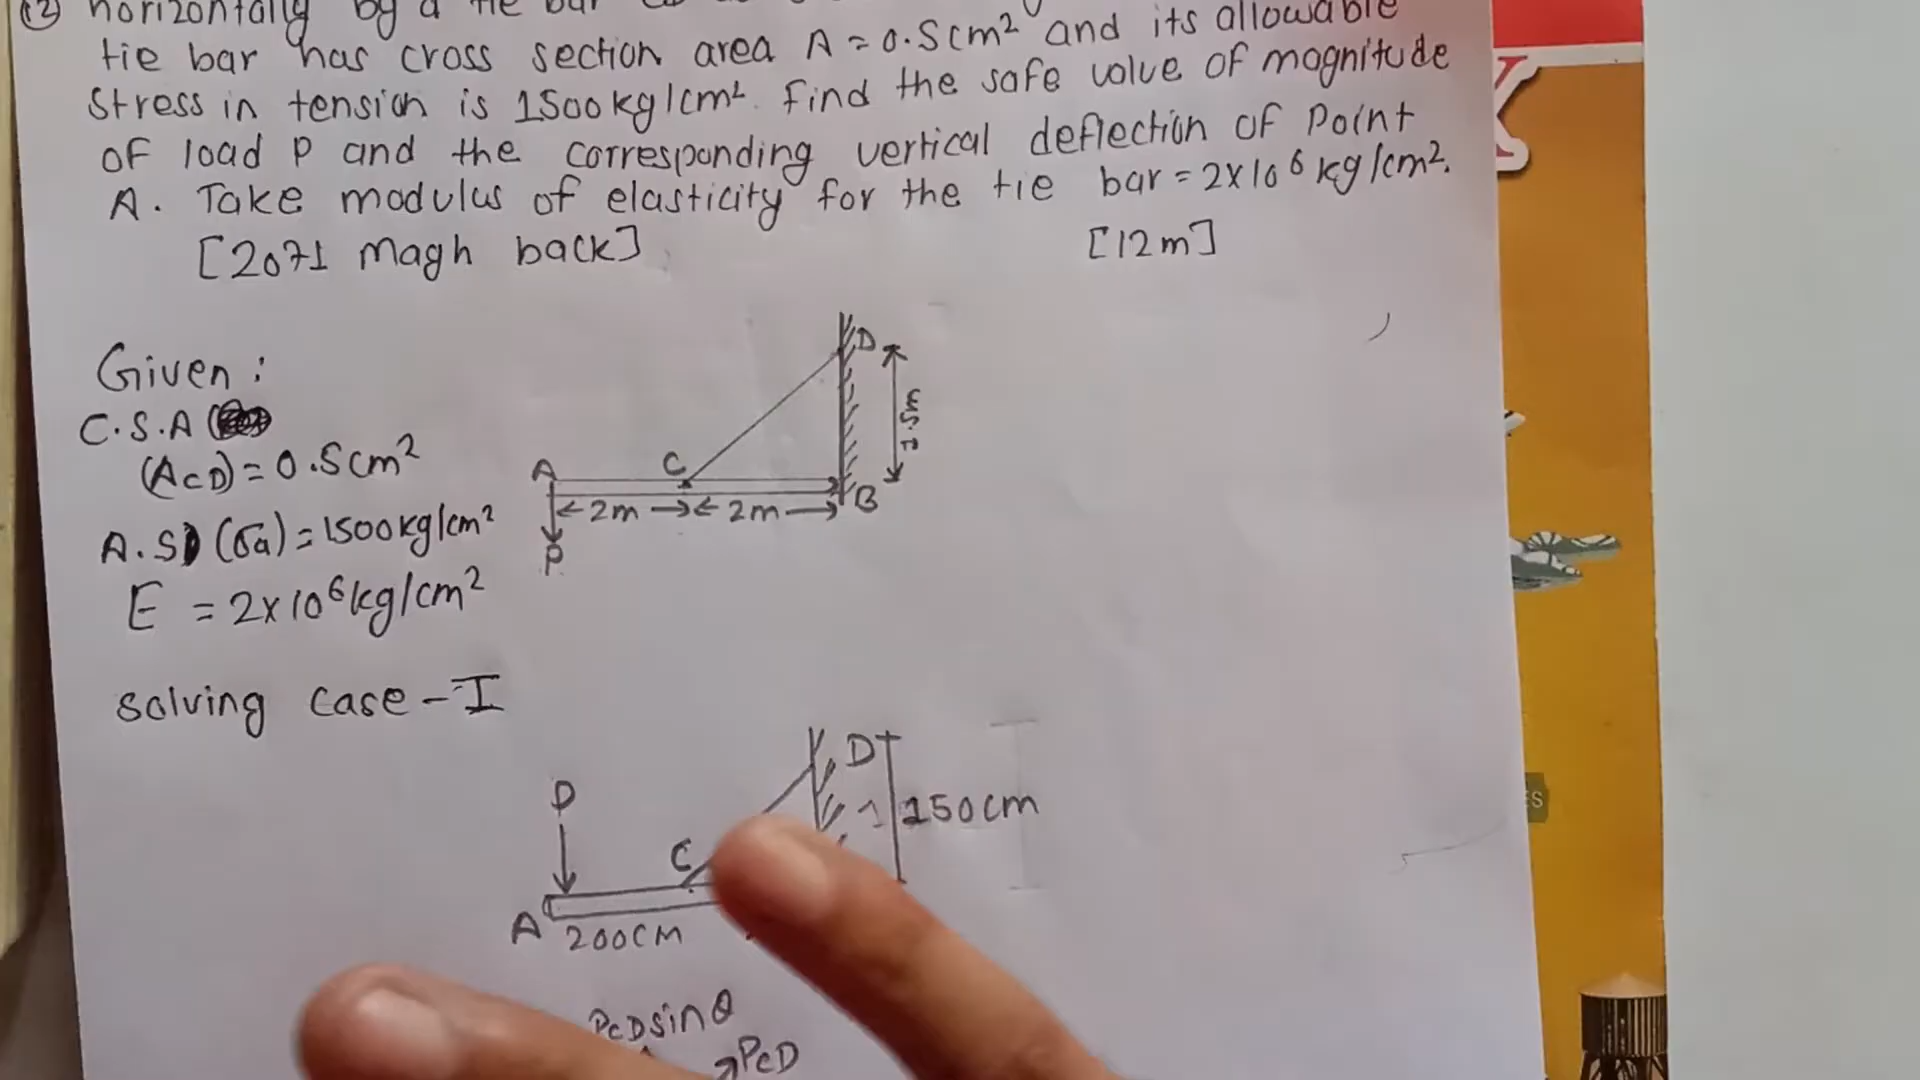 (2) horizontally by a tie bar CD
tie bar has cross section area A = 0.5cm² and its allowable
stress in tension is 1500kg/cm². Find the safe value of magnitude
of load P and the corresponding vertical deflection of point
A. Take modulus of elasticity for the tie bar = 2x10⁶ kg/cm².
[2071 magh back] [12m]
Given:
C.S.A
(ACD) = 0.5cm²
A.S (σa) = 1500kg/cm²
E = 2x10⁶kg/cm²
D
1.5m
A
C
2m
2m
B
P
solving case-I
D
150cm
P
C
A
200cm
PCDsinθ
PCD